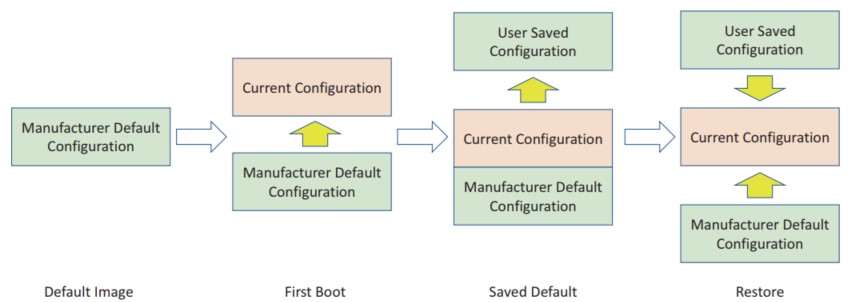 Manufacturer Default
Configuration
Default Image
Current Configuration
Manufacturer Default
Configuration
First Boot
User Saved
Configuration
Current Configuration
Manufacturer Default
Configuration
Saved Default
User Saved
Configuration
Current Configuration
Manufacturer Default
Configuration
Restore